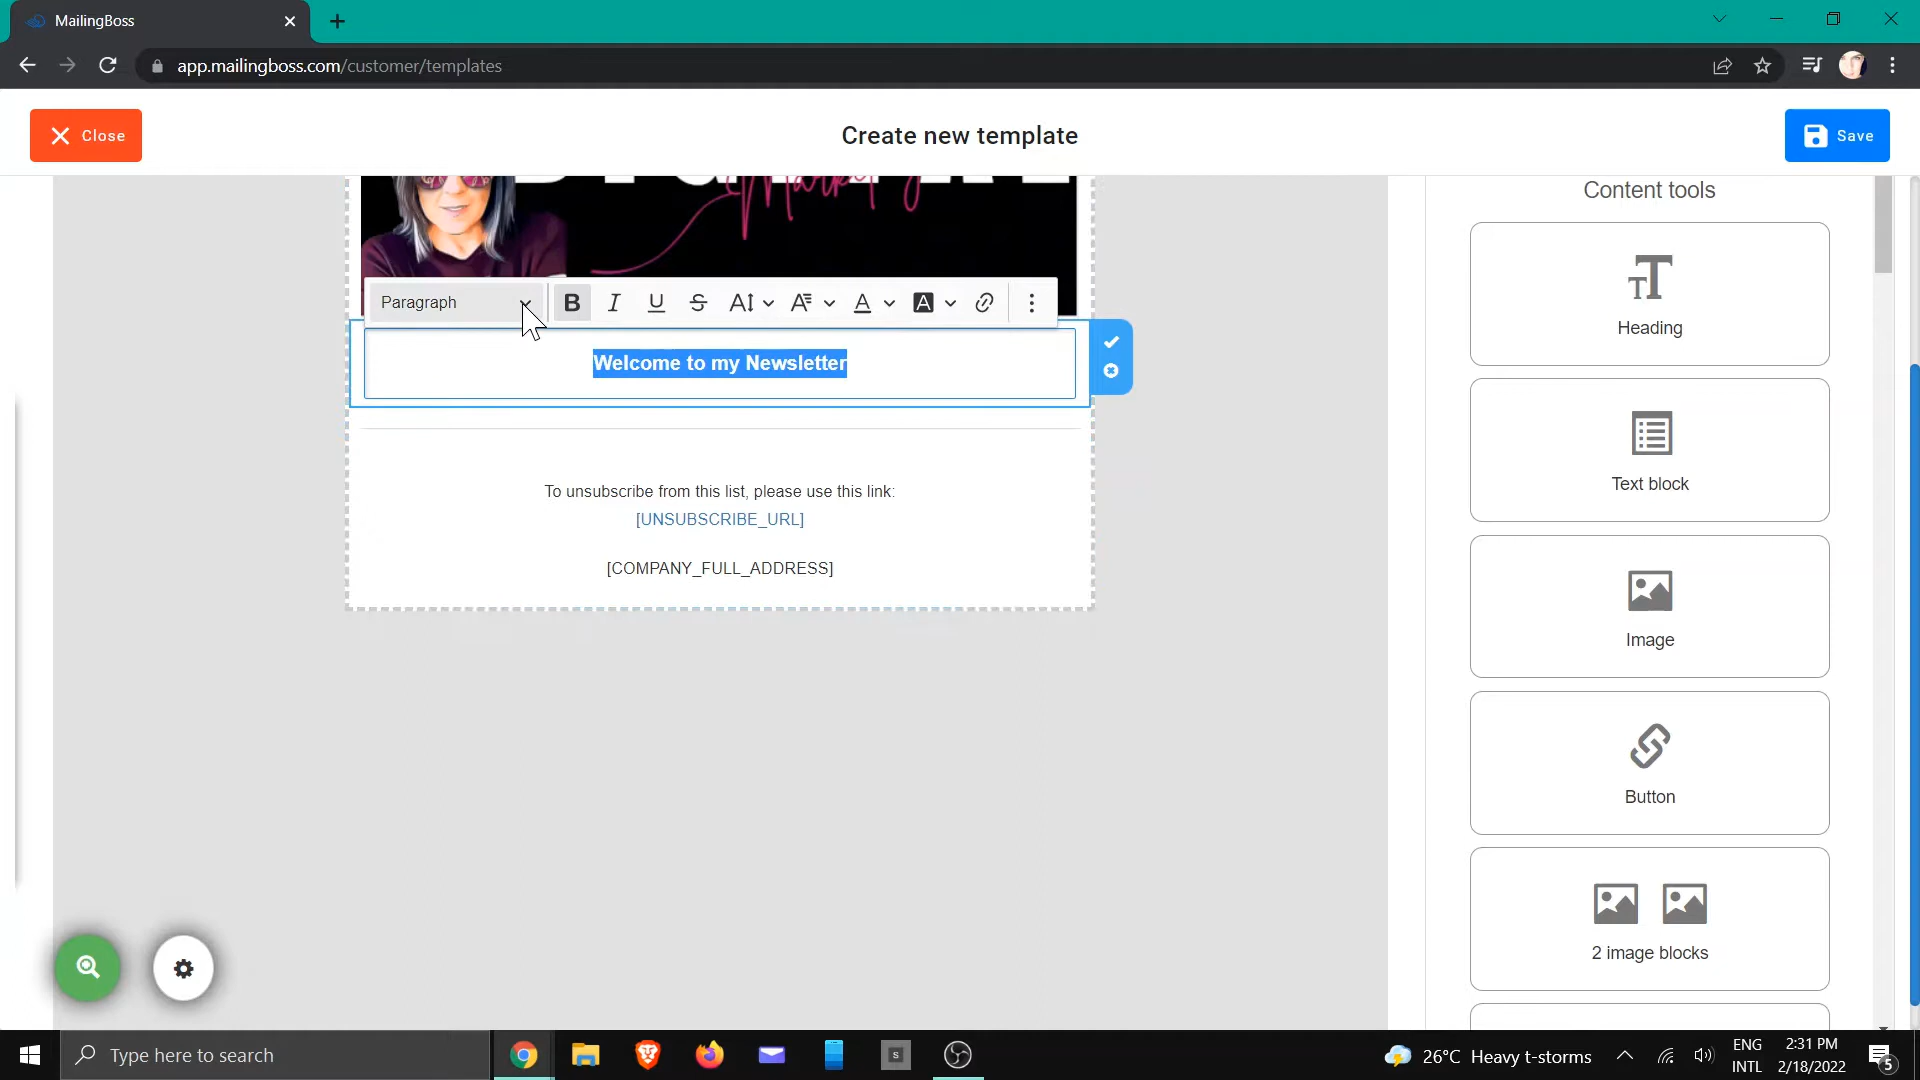 MailingBoss
app.mailingboss.com/customer/templates
Close
Create new template
Save
Content tools
Paragraph
B I U S A A A A
Welcome to my Newsletter
To unsubscribe from this list, please use this link:
[UNSUBSCRIBE_URL]
[COMPANY_FULL_ADDRESS]
Heading
Text block
Image
Button
2 image blocks
Type here to search
26°C Heavy t-storms
ENG
INTL
2:31 PM
2/18/2022
5